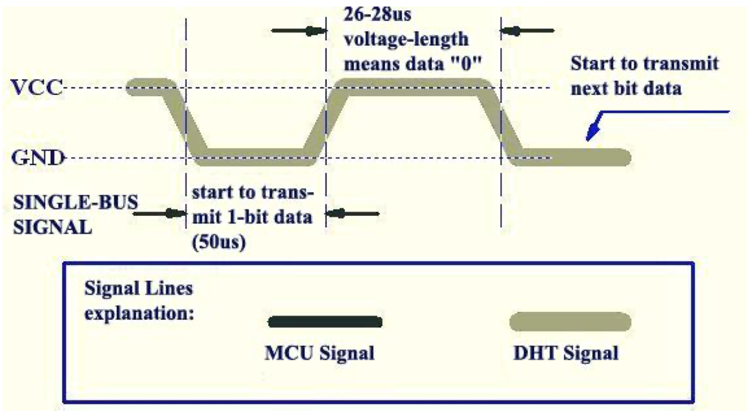 26-28us
voltage-length
means data "0"
Start to transmit
next bit data
VCC
GND
SINGLE-BUS
SIGNAL
start to trans-
mit 1-bit data
(50us)
Signal Lines
explanation:
MCU Signal
DHT Signal